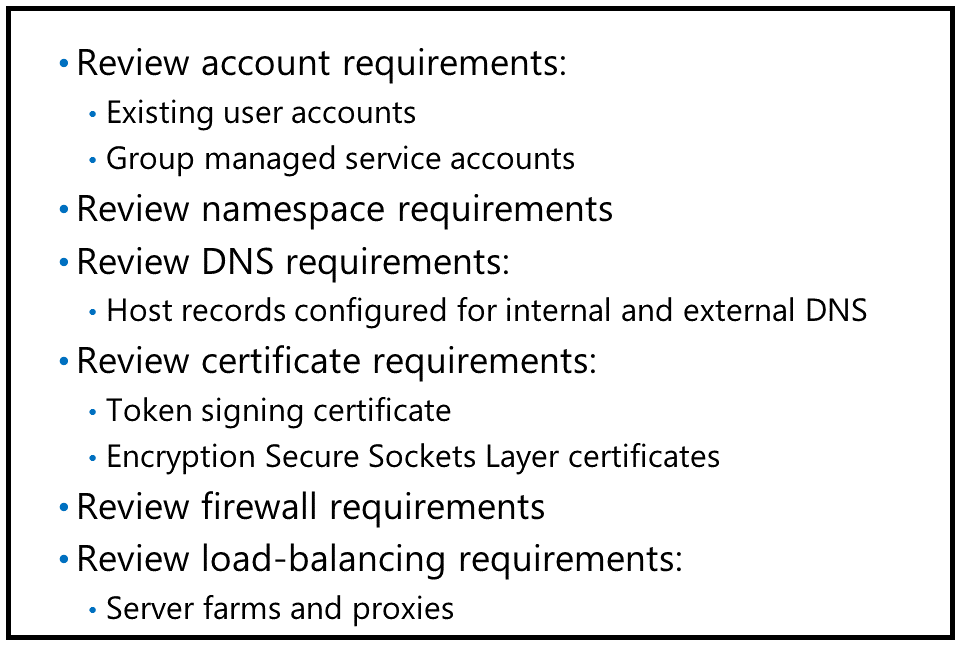 • Review account requirements:
• Existing user accounts
• Group managed service accounts
• Review namespace requirements
• Review DNS requirements:
• Host records configured for internal and external DNS
• Review certificate requirements:
• Token signing certificate
• Encryption Secure Sockets Layer certificates
• Review firewall requirements
• Review load-balancing requirements:
• Server farms and proxies